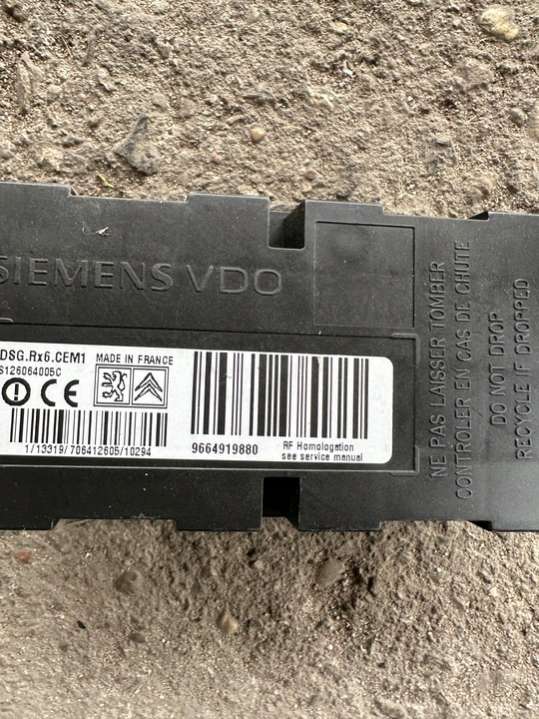 SIEMENS VDO
DSG.Rx6.CEM1
MADE IN FRANCE
S126064005C
CE
1/13319/706412605/10294
9664919880
RF Homologation
see service manual
NE PAS LAISSER TOMBER
CONTROLER EN CAS DE CHUTE
DO NOT DROP
RECYCLE IF DROPPED